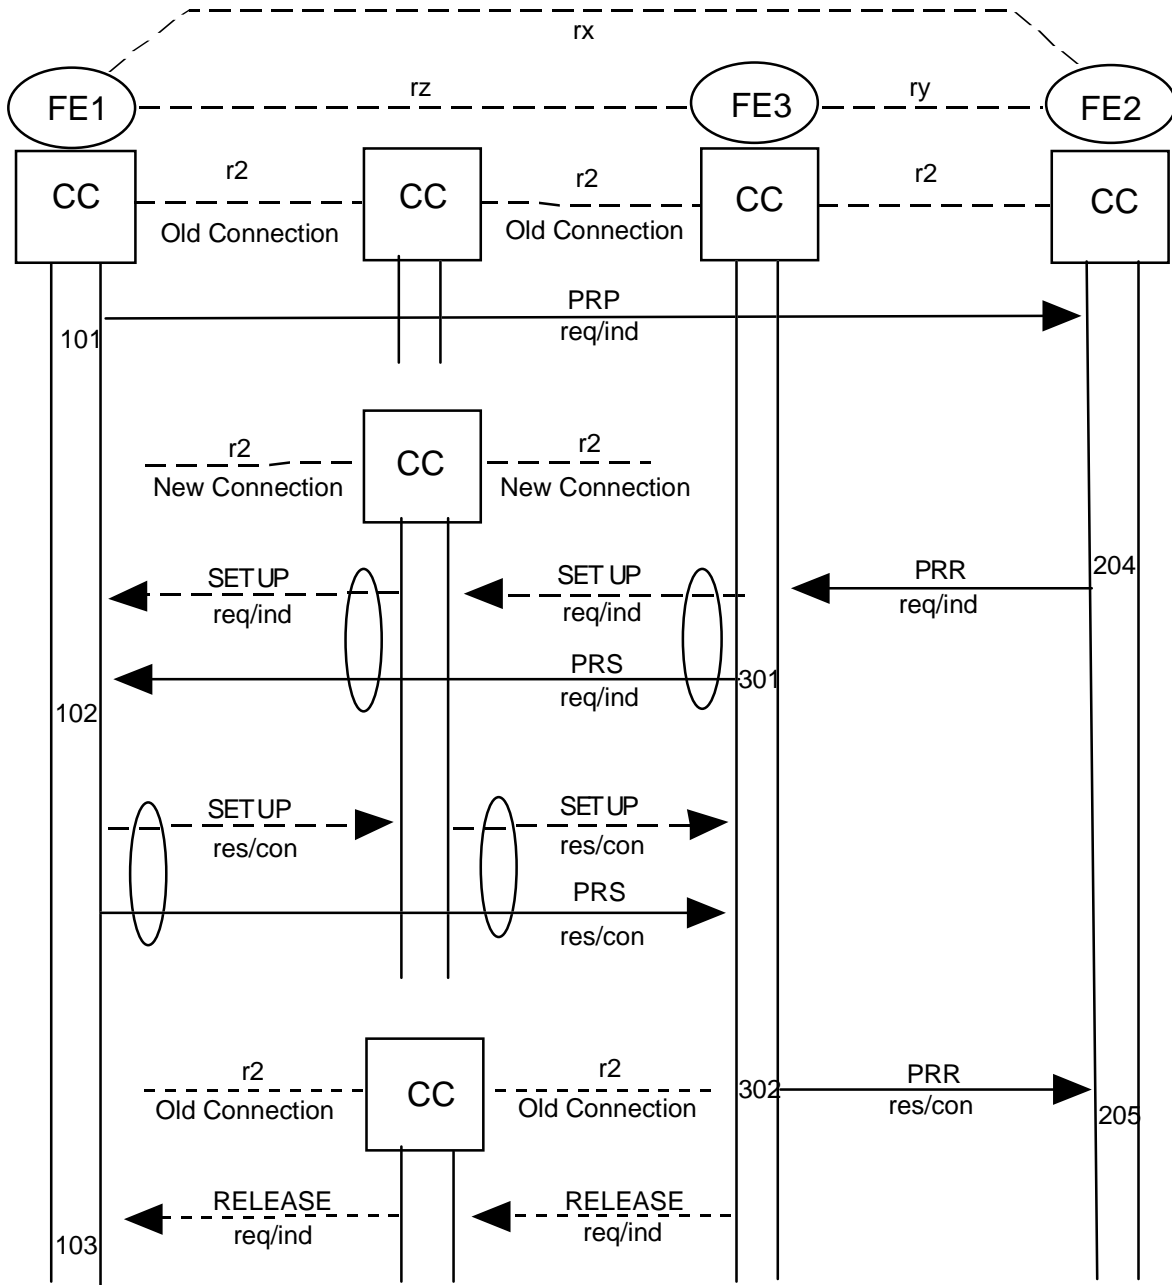 rx
FE1
rz
FE3
ry
FE2
CC
r2
CC
r2
CC
r2
CC
Old Connection
Old Connection
PRP
101
req/ind
r2
CC
r2
New Connection
New Connection
SETUP
SETUP
PRR
204
req/ind
req/ind
req/ind
PRS
301
req/ind
102
SETUP
SETUP
res/con
res/con
PRS
res/con
r2
CC
r2
302
PRR
Old Connection
Old Connection
res/con
205
RELEASE
RELEASE
req/ind
req/ind
103